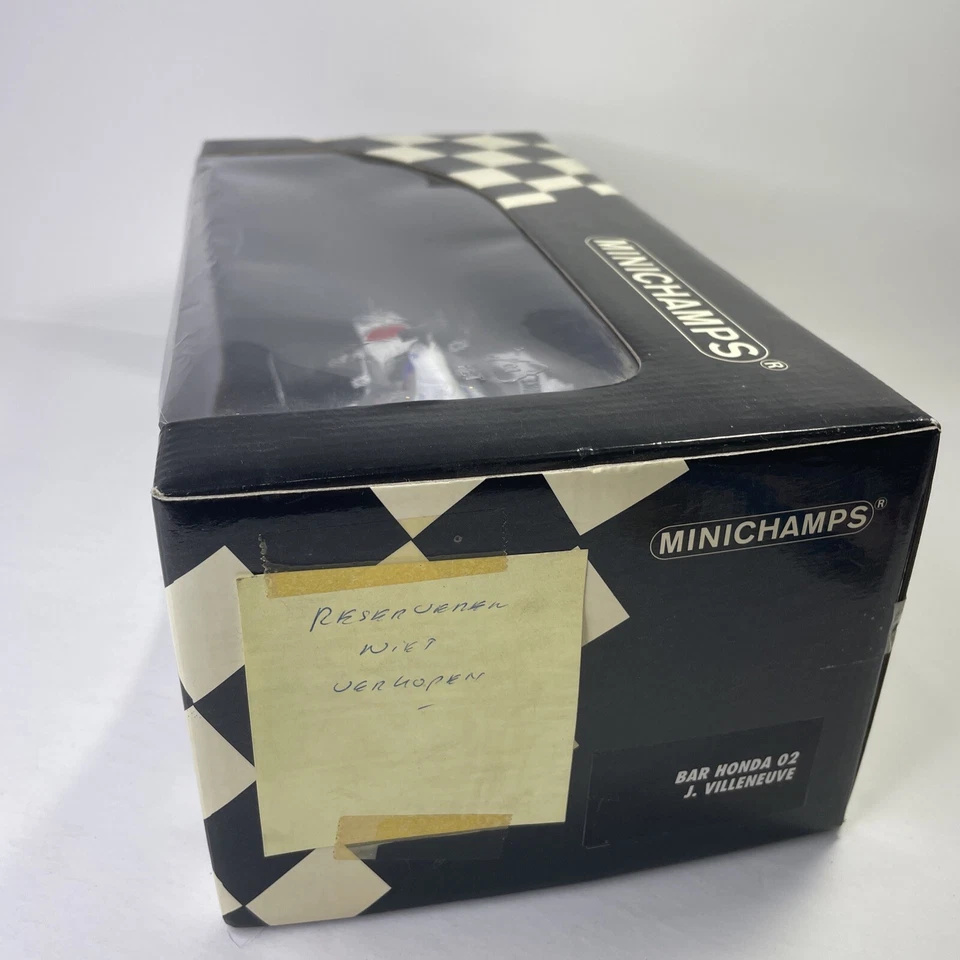 MINICHAMPS®
MINICHAMPS®
RESERVEREN
NIET
VERKOPEN
BAR HONDA 02
J. VILLENEUVE